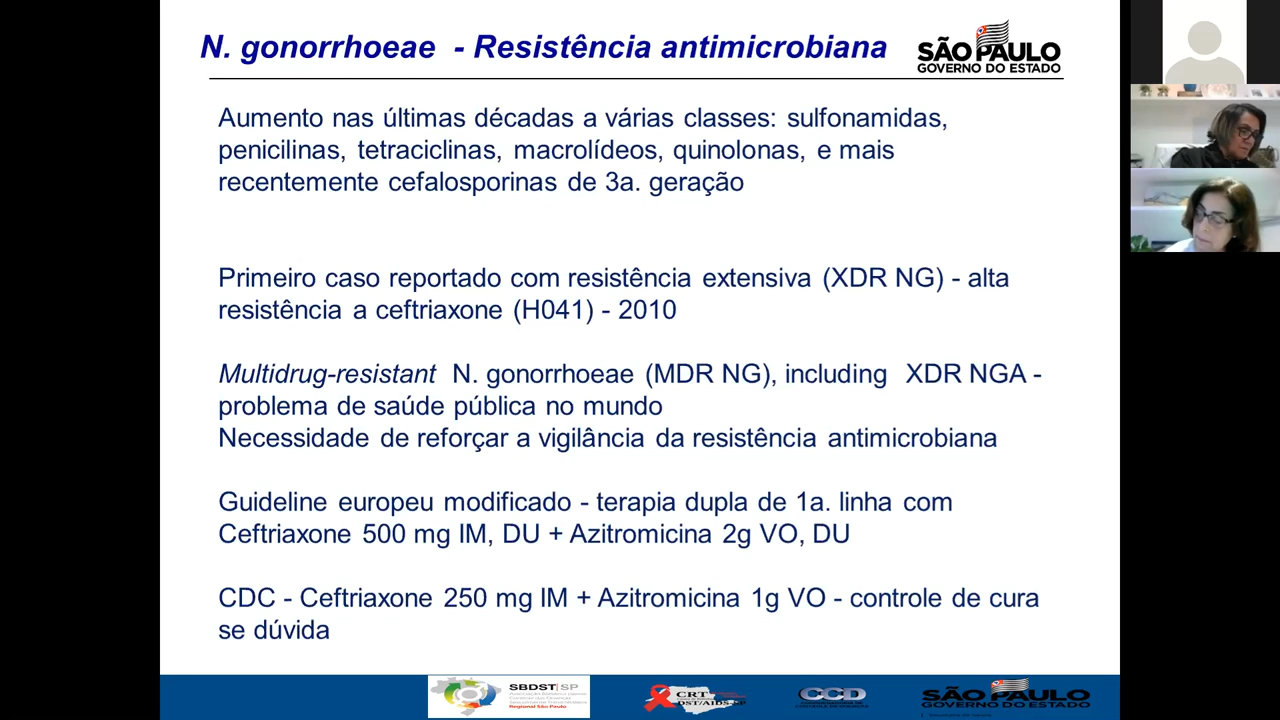 N. gonorrhoeae - Resistência antimicrobiana
SÃO PAULO
GOVERNO DO ESTADO
Aumento nas últimas décadas a várias classes: sulfonamidas,
penicilinas, tetraciclinas, macrolídeos, quinolonas, e mais
recentemente cefalosporinas de 3a. geração
Primeiro caso reportado com resistência extensiva (XDR NG) - alta
resistência a ceftriaxone (H041) - 2010
Multidrug-resistant N. gonorrhoeae (MDR NG), including XDR NGA -
problema de saúde pública no mundo
Necessidade de reforçar a vigilância da resistência antimicrobiana
Guideline europeu modificado - terapia dupla de 1a. linha com
Ceftriaxone 500 mg IM, DU + Azitromicina 2g VO, DU
CDC - Ceftriaxone 250 mg IM + Azitromicina 1g VO - controle de cura
se dúvida
SBDST SP
Regional São Paulo
CRT
DST/AIDS-SP
CCD
SÃO PAULO
GOVERNO DO ESTADO